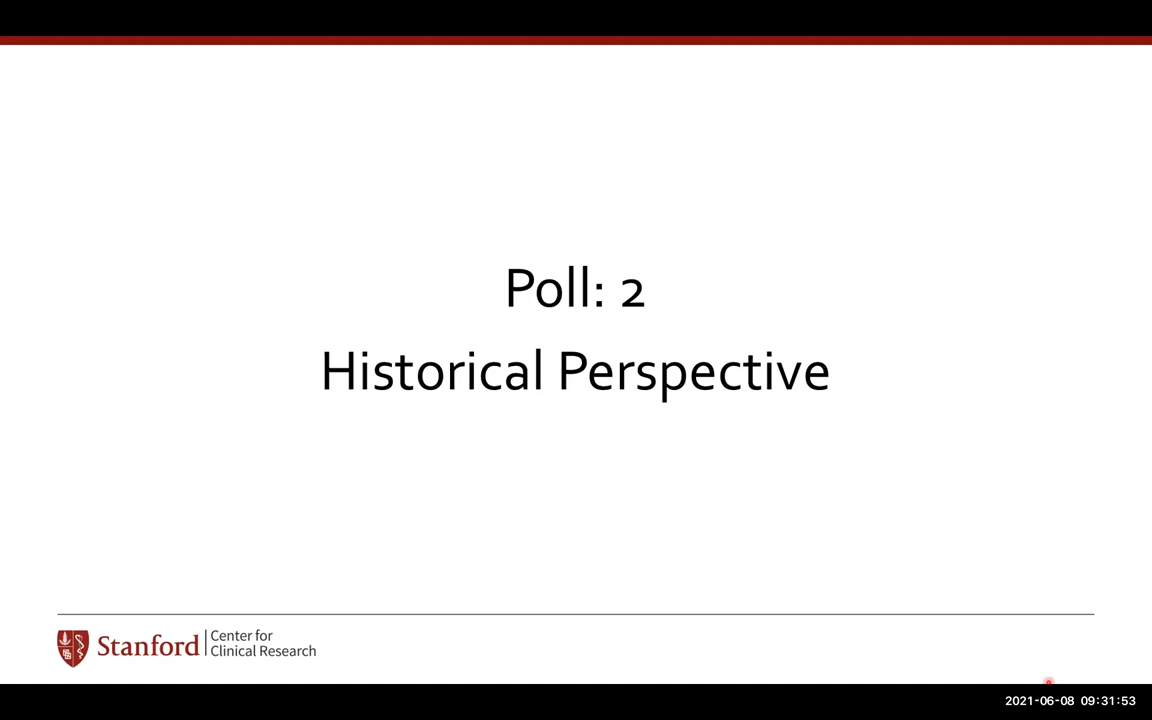 Poll: 2
Historical Perspective
Stanford
Center for
Clinical Research
2021-06-08 09:31:53